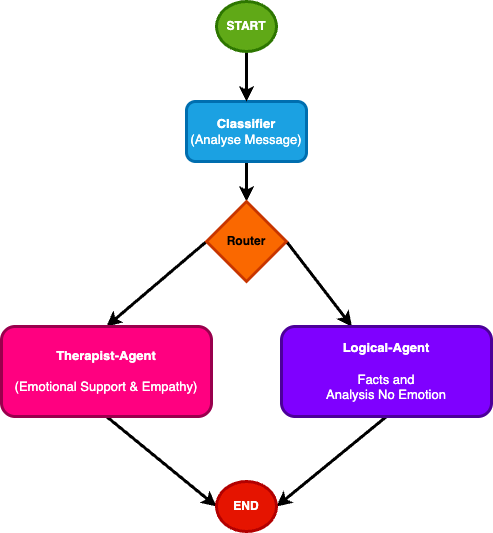 START
Classifier
(Analyse Message)
Router
Therapist-Agent
(Emotional Support & Empathy)
Logical-Agent
Facts and
Analysis No Emotion
END